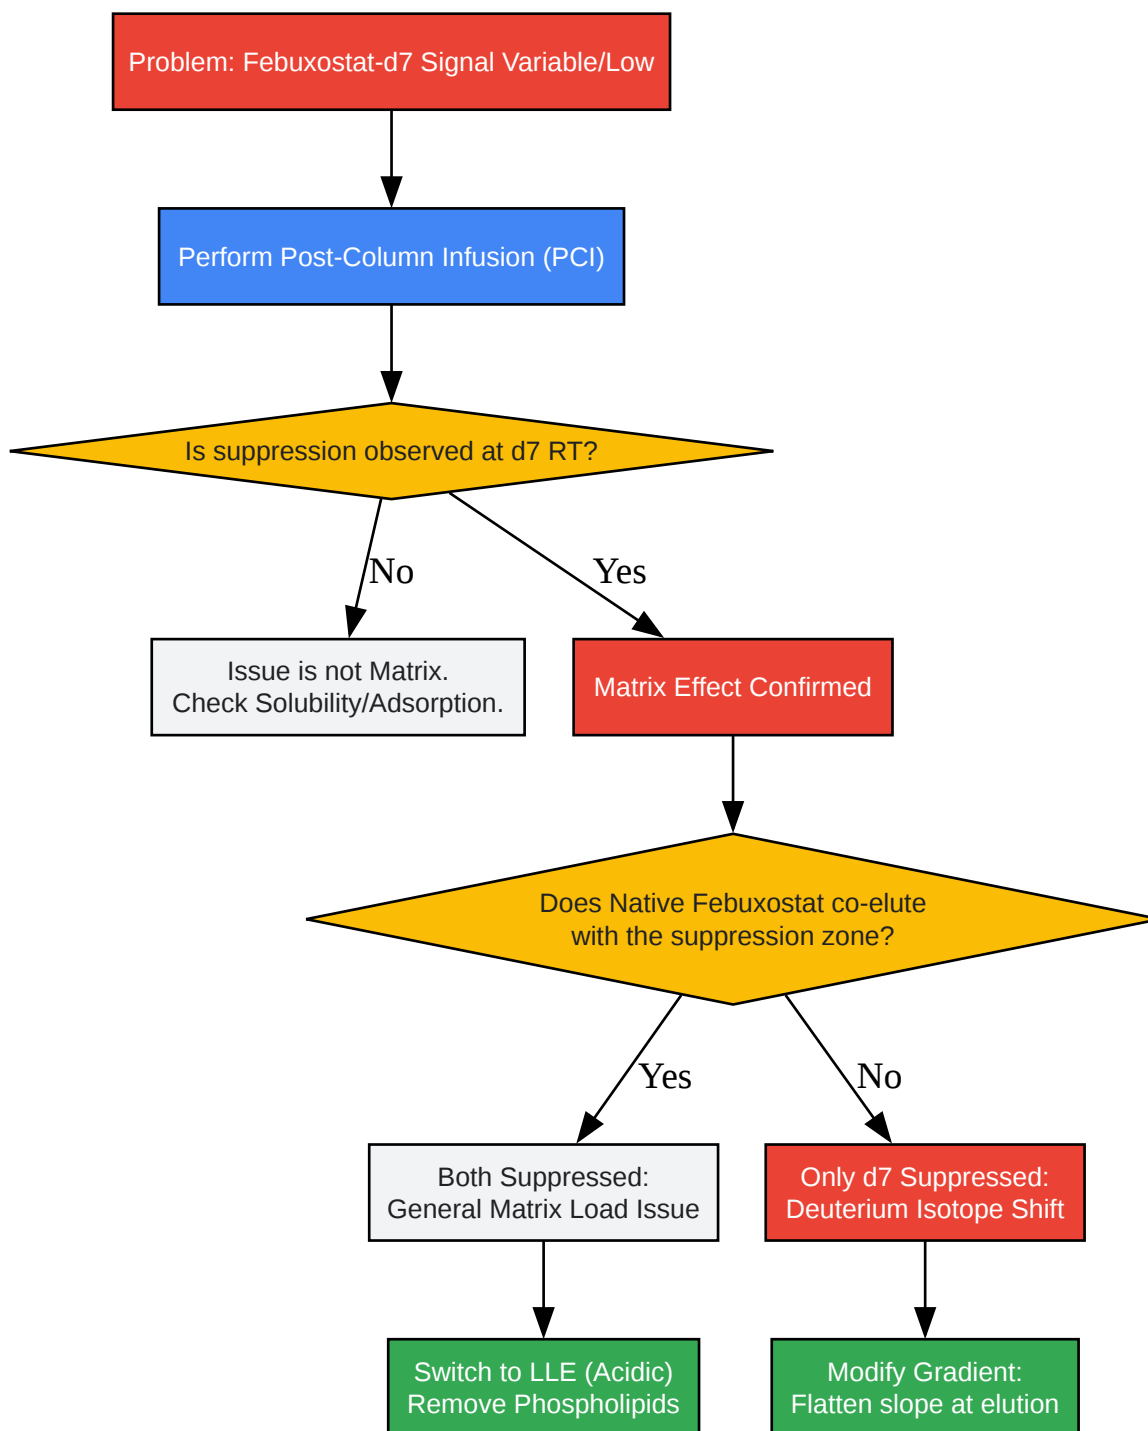 Problem: Febuxostat-d7 Signal Variable/Low
Perform Post-Column Infusion (PCI)
Is suppression observed at d7 RT?
No
Yes
Issue is not Matrix.
Check Solubility/Adsorption.
Matrix Effect Confirmed
Does Native Febuxostat co-elute
with the suppression zone?
Yes
No
Both Suppressed:
General Matrix Load Issue
Only d7 Suppressed:
Deuterium Isotope Shift
Switch to LLE (Acidic)
Remove Phospholipids
Modify Gradient:
Flatten slope at elution